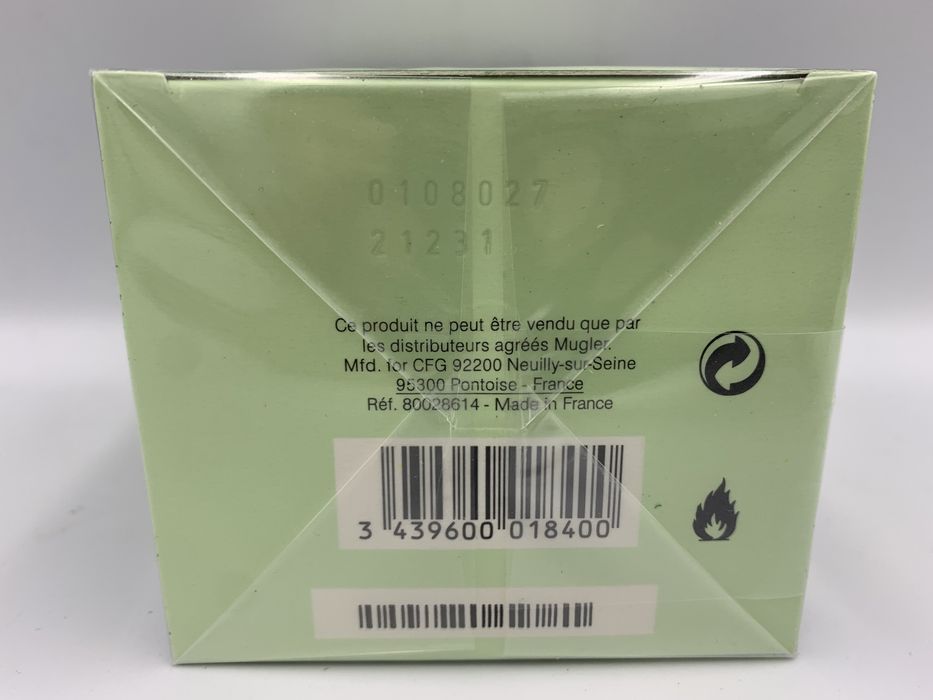 0108027
21231
Ce produit ne peut être vendu que par
les distributeurs agréés Mugler.
Mfd. for CFG 92200 Neuilly-sur-Seine
95300 Pontoise - France
Réf. 80028614 - Made in France
3 439600 018400